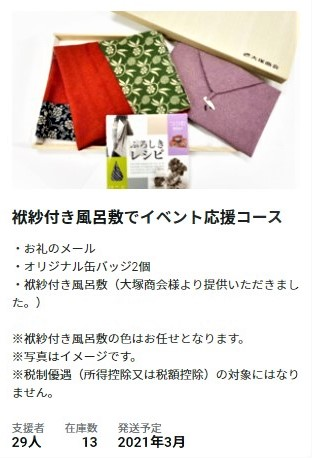 大塚商会
ふろしき
レシピ
袱紗付き風呂敷でイベント応援コース
・お礼のメール
・オリジナル缶バッジ2個
・袱紗付き風呂敷（大塚商会様より提供いただきまし
た。）
※袱紗付き風呂敷の色はお任せとなります。
※写真はイメージです。
※税制優遇（所得控除又は税額控除）の対象にはなり
ません。
支援者 在庫数 発送予定
29人 13 2021年3月